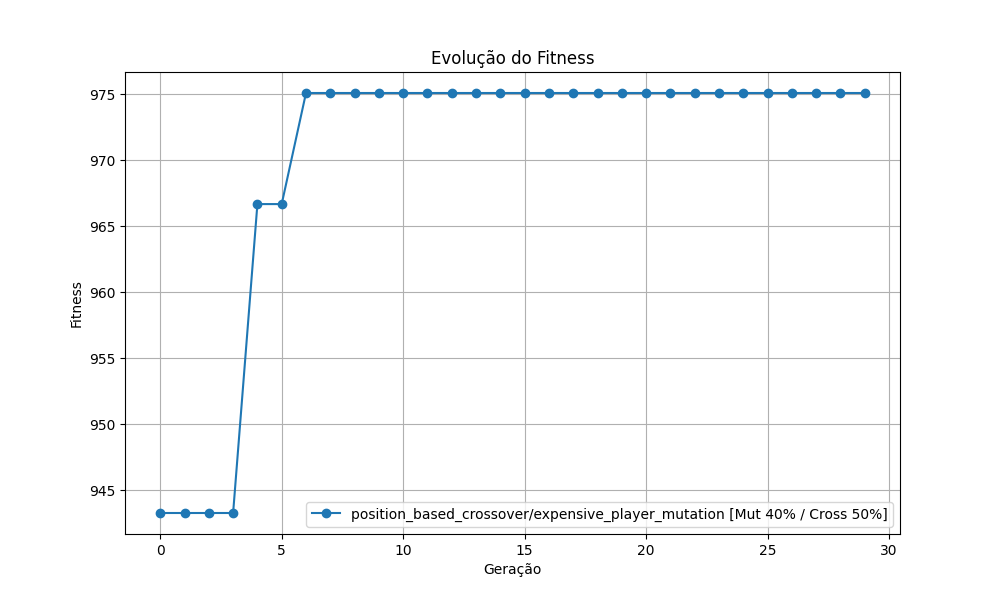 Evolução do Fitness
975
970
965
960
955
950
945
Fitness
position_based_crossover/expensive_player_mutation [Mut 40% / Cross 50%]
0 5 10 15 20 25 30
Geração